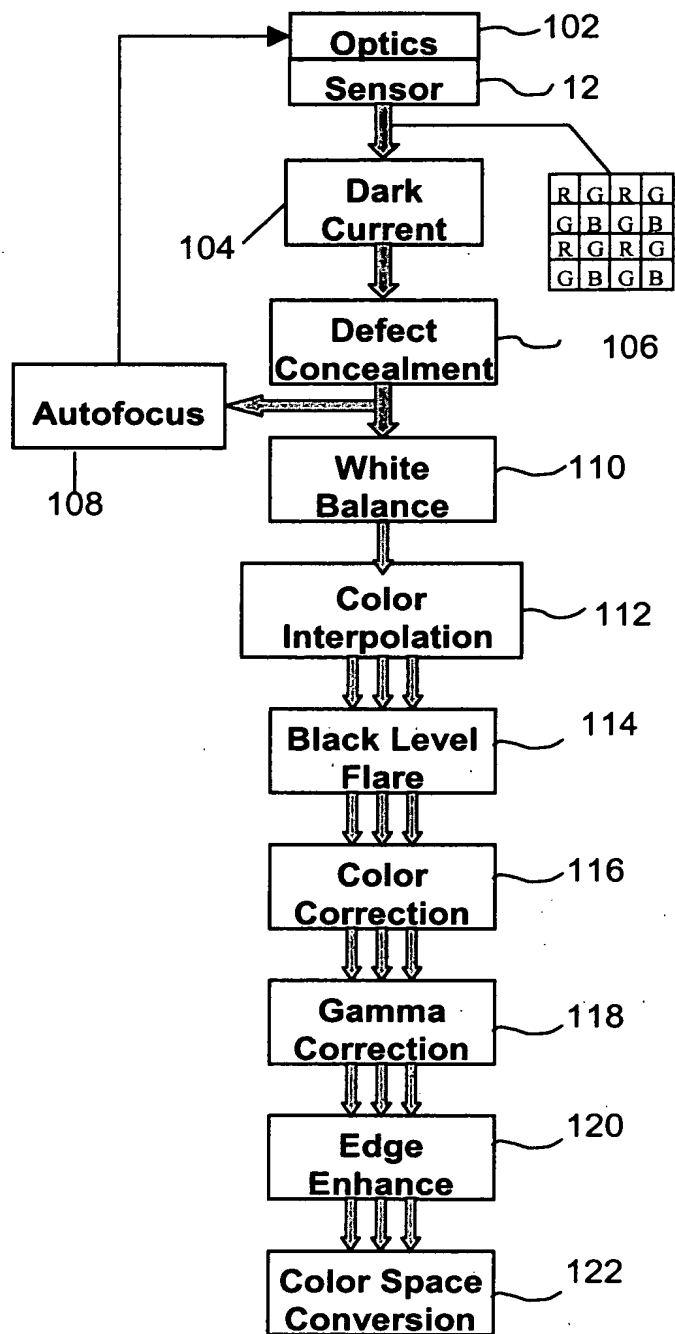 Optics
102
Sensor
12
R G R G
G B G B
R G R G
G B G B
Dark
Current
104
Defect
Concealment
106
Autofocus
108
White
Balance
110
Color
Interpolation
112
Black Level
Flare
114
Color
Correction
116
Gamma
Correction
118
Edge
Enhance
120
Color Space
Conversion
122